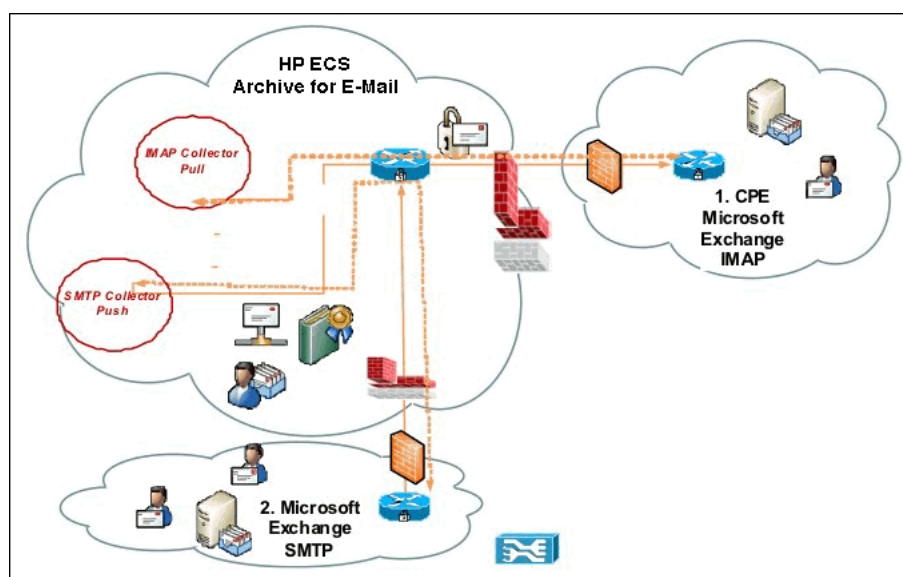 HP ECS
Archive for E-Mail
IMAP Collector
Pull
1. CPE
Microsoft
Exchange
IMAP
SMTP Collector
Push
2. Microsoft
Exchange
SMTP